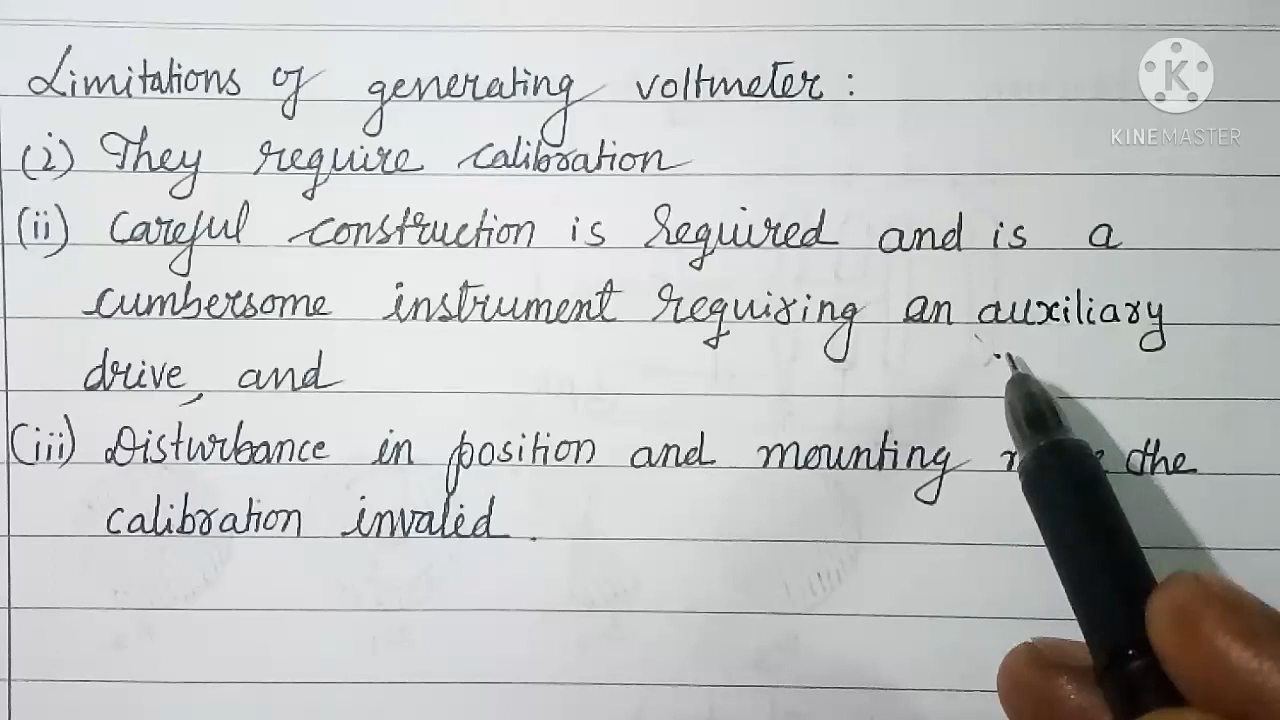 Limitations of generating voltmeter :
K
KINEMASTER
(i) They require calibration
(ii) Careful construction is required and is a
cumbersome instrument requiring an auxiliary
drive, and
(iii) Disturbance in position and mounting the
calibration invalid.